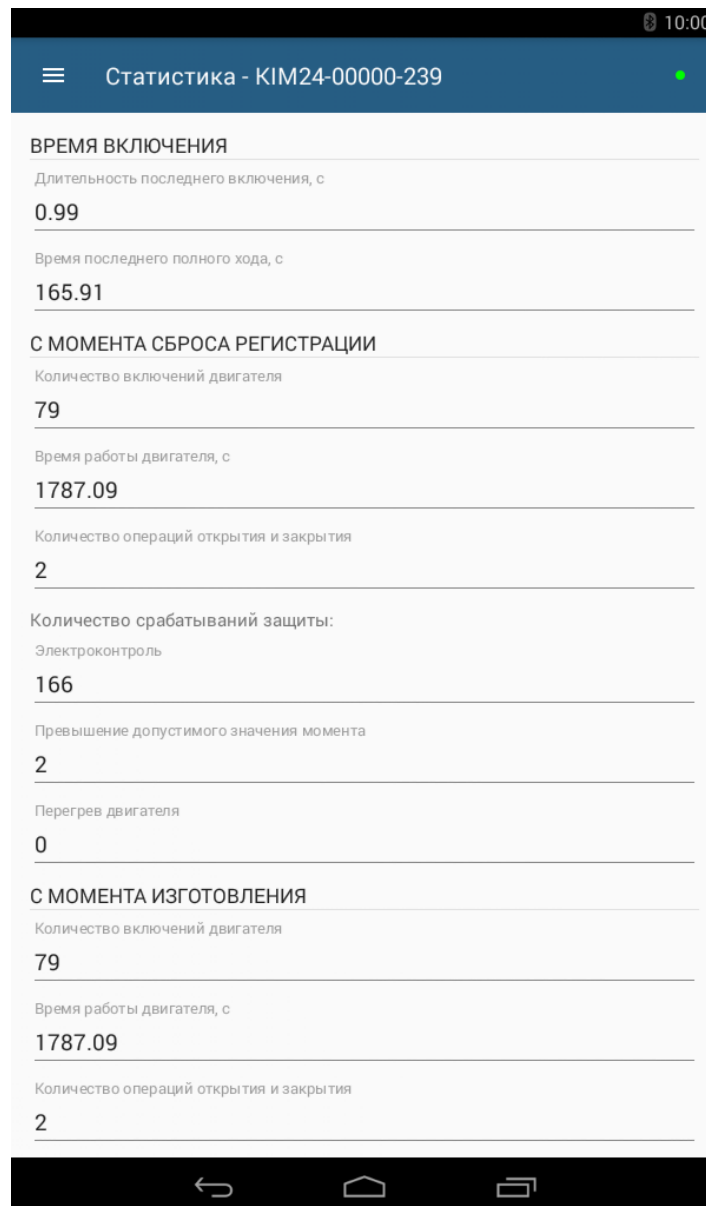 10:00
Статистика - KIM24-00000-239
ВРЕМЯ ВКЛЮЧЕНИЯ
Длительность последнего включения, с
0.99
Время последнего полного хода, с
165.91
С МОМЕНТА СБРОСА РЕГИСТРАЦИИ
Количество включений двигателя
79
Время работы двигателя, с
1787.09
Количество операций открытия и закрытия
2
Количество срабатываний защиты:
Электроконтроль
166
Превышение допустимого значения момента
2
Перегрев двигателя
0
С МОМЕНТА ИЗГОТОВЛЕНИЯ
Количество включений двигателя
79
Время работы двигателя, с
1787.09
Количество операций открытия и закрытия
2